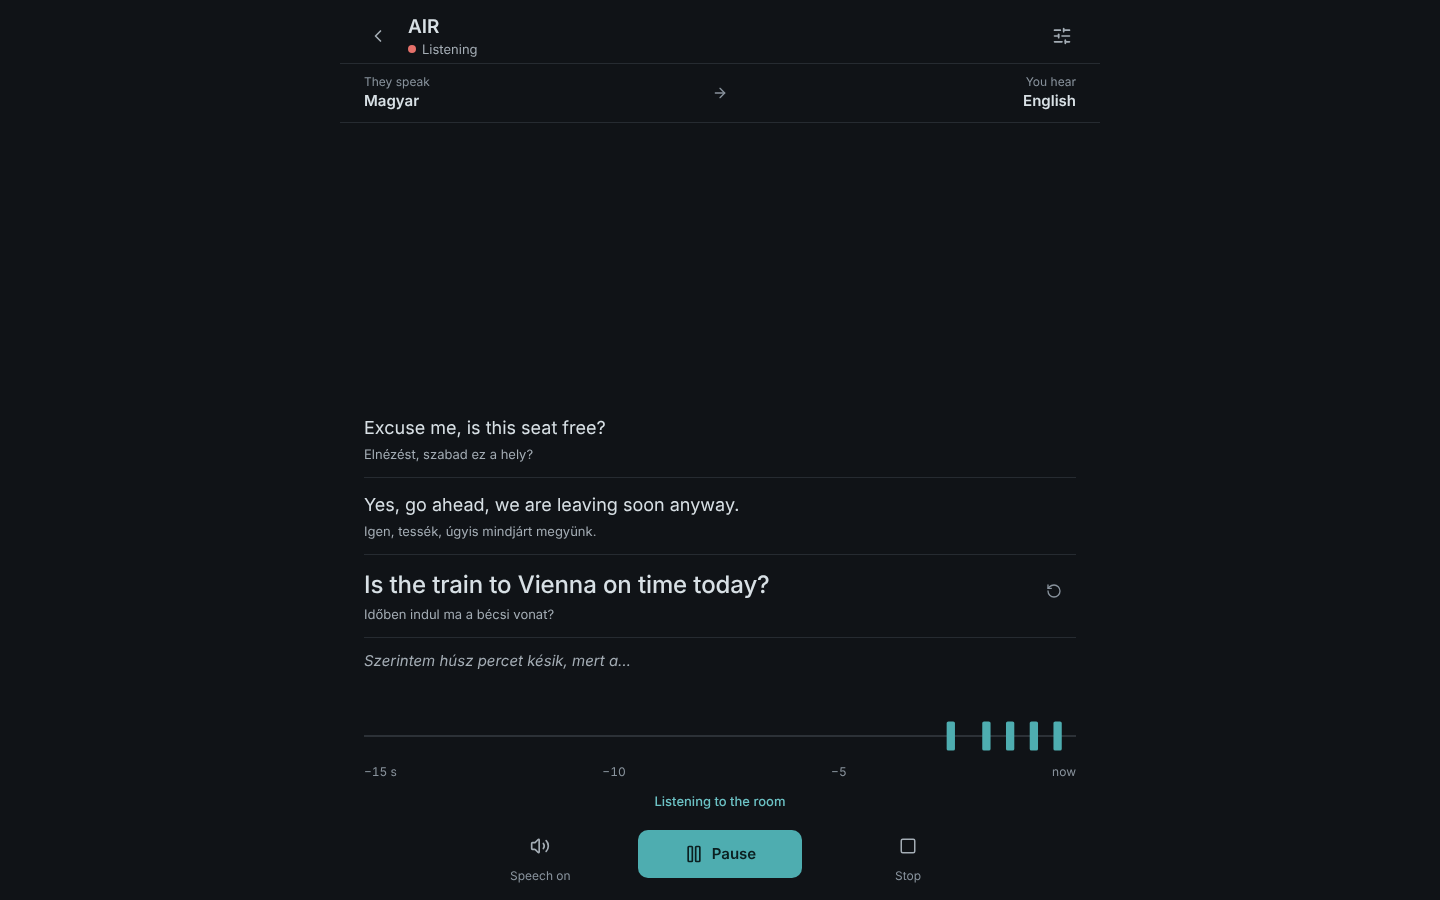 AIR
Listening
They speak
You hear
Magyar
English
Excuse me, is this seat free?
Elnézést, szabad ez a hely?
Yes, go ahead, we are leaving soon anyway.
Igen, tessék, úgyis mindjárt megyünk.
Is the train to Vienna on time today?
Időben indul ma a bécsi vonat?
Szerintem húsz percet késik, mert a...
−15 s
−10
−5
now
Listening to the room
Pause
Speech on
Stop